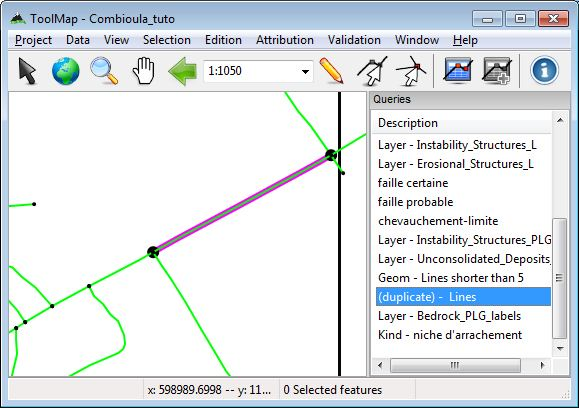 ToolMap - Combioula_tuto
Project Data View Selection Edition Attribution Validation Window Help
1:1050
Queries
Description
Layer - Instability_Structures_L
Layer - Erosional_Structures_L
faille certaine
faille probable
chevauchement-limite
Layer - Instability_Structures_PLG
Layer - Unconsolidated_Deposits_
Geom - Lines shorter than 5
(duplicate) - Lines
Layer - Bedrock_PLG_labels
Kind - niche d'arrachement
x: 598989.6998 -- y: 11... 0 Selected features